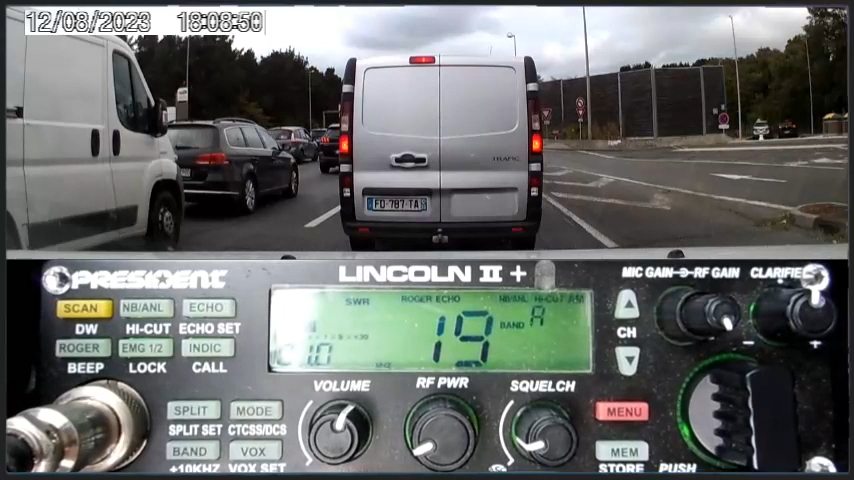 12/08/2023 18:08:50
TRAFIC
FD-787-TA
PRESIDENT
LINCOLN II +
MIC GAIN RF GAIN CLARIFIER
SCAN NB/ANL ECHO
DW HI-CUT ECHO SET
ROGER EMG 1/2 INDIC
BEEP LOCK CALL
SWR ROGER ECHO NB/ANL HI-CUT
19 BAND A
CH
VOLUME RF PWR SQUELCH
SPLIT MODE
SPLIT SET CTCSS/DCS
BAND VOX
+10KHZ VOX SET
MENU
MEM
STORE PUSH